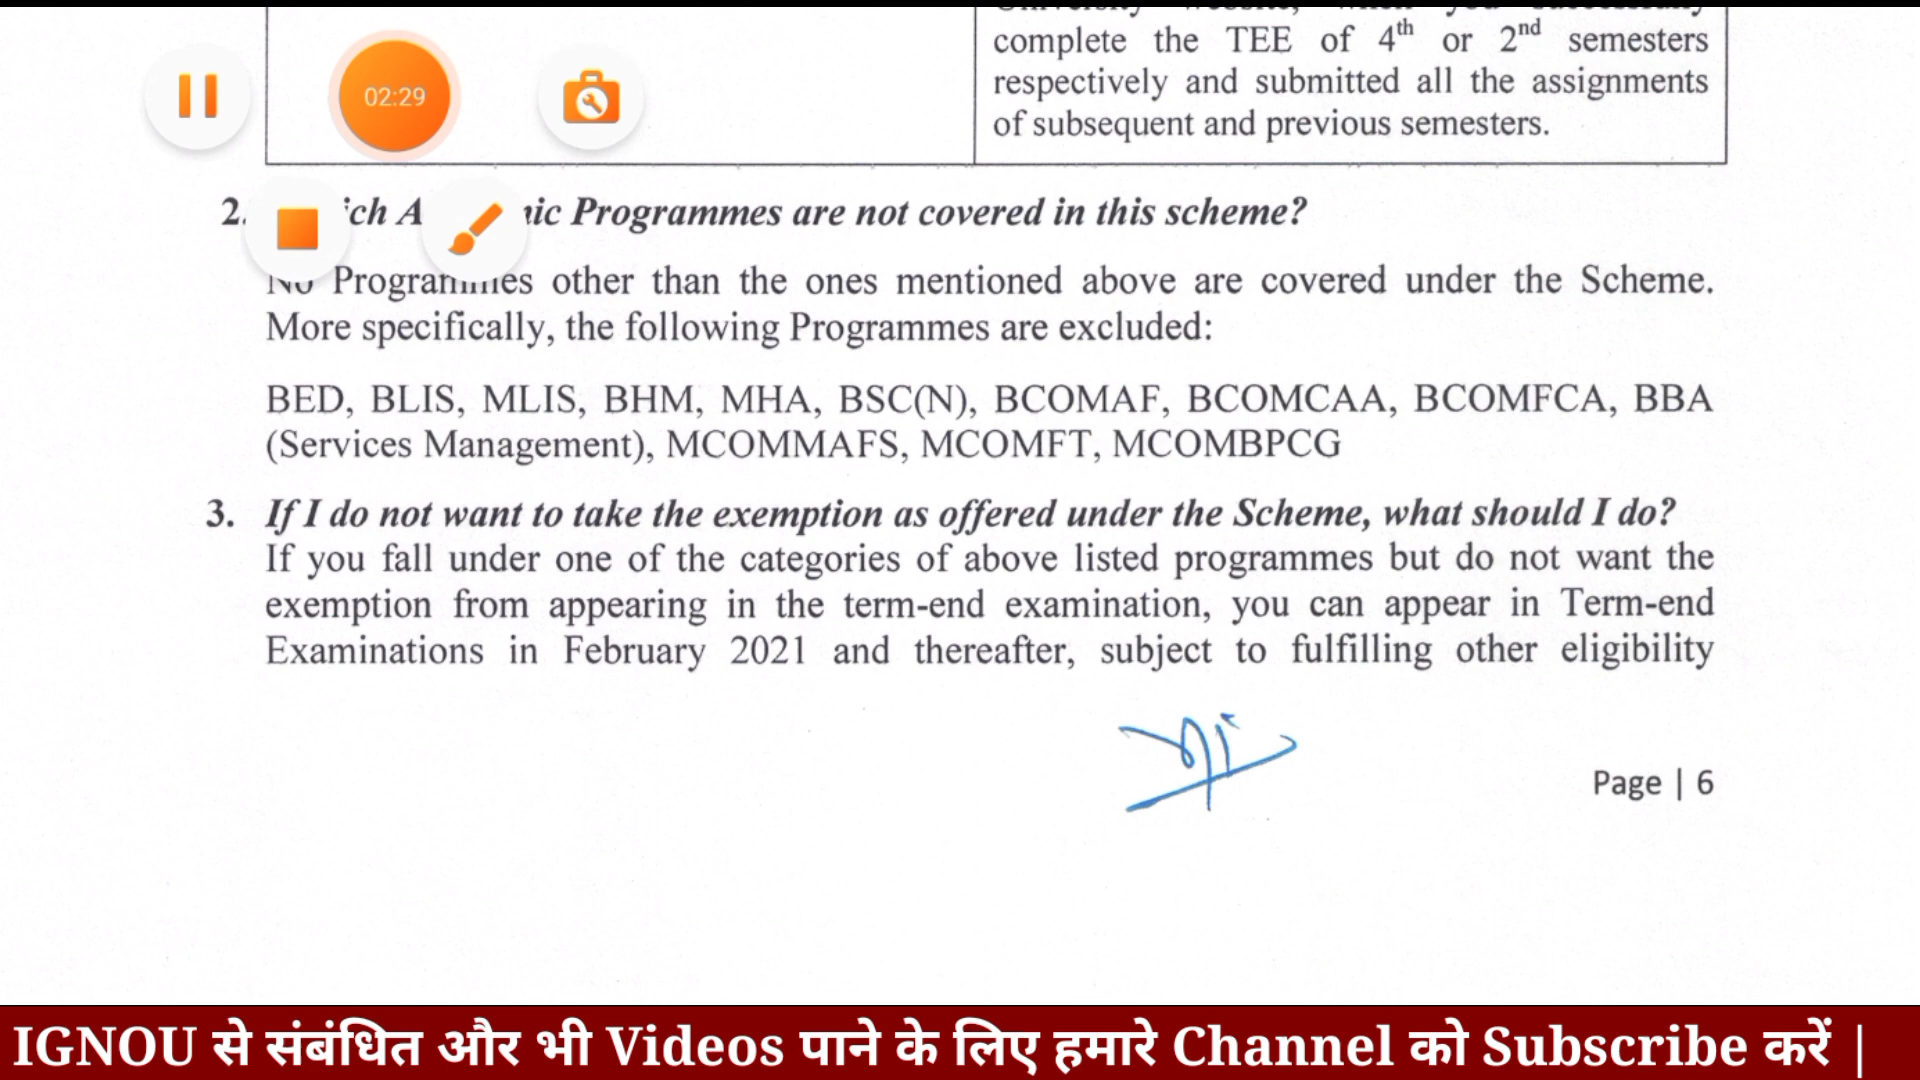 complete the TEE of 4th or 2nd semesters
respectively and submitted all the assignments
of subsequent and previous semesters.
02:29
2. ich A nic Programmes are not covered in this scheme?
No Programmes other than the ones mentioned above are covered under the Scheme.
More specifically, the following Programmes are excluded:
BED, BLIS, MLIS, BHM, MHA, BSC(N), BCOMAF, BCOMCAA, BCOMFCA, BBA
(Services Management), MCOMMAFS, MCOMFT, MCOMBPCG
3. If I do not want to take the exemption as offered under the Scheme, what should I do?
If you fall under one of the categories of above listed programmes but do not want the
exemption from appearing in the term-end examination, you can appear in Term-end
Examinations in February 2021 and thereafter, subject to fulfilling other eligibility
Page | 6
IGNOU से संबंधित और भी Videos पाने के लिए हमारे Channel को Subscribe करें |